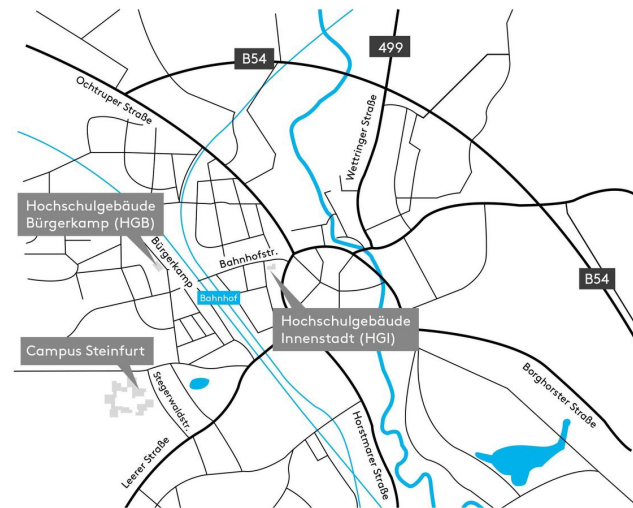 B54
499
Ochtruper Straße
Wettringer Straße
Hochschulgebäude
Bürgerkamp (HGB)
Bürgerkamp
Bahnhofstr.
B54
Bahnhof
Hochschulgebäude
Innenstadt (HGI)
Campus Steinfurt
Stegerwaldstr.
Borghorster Straße
Leerer Straße
Horstmarer Straße